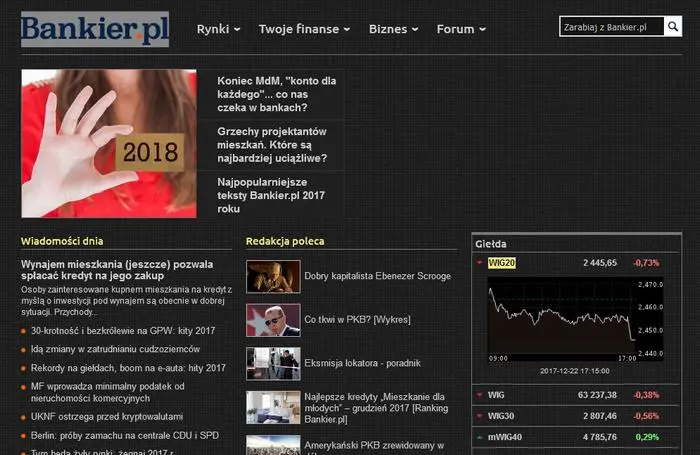 Bankier.pl
Rynki
Twoje finanse
Biznes
Forum
Zarabiaj z Bankier.pl
2018
Koniec MdM, "konto dla
każdego"... co nas
czeka w bankach?
Grzechy projektantów
mieszkań. Które są
najbardziej uciążliwe?
Najpopularniejsze
teksty Bankier.pl 2017
roku
Wiadomości dnia
Wynajem mieszkania (jeszcze) pozwala
spłacać kredyt na jego zakup
Osoby zainteresowane kupnem mieszkania na kredyt z
myślą o inwestycji pod wynajem są obecnie w dobrej
sytuacji. Przychody...
30-krotność i bezkrólewie na GPW: kity 2017
Idą zmiany w zatrudnianiu cudzoziemców
Rekordy na giełdach, boom na e-auta: hity 2017
MF wprowadza minimalny podatek od
nieruchomości komercyjnych
UKNF ostrzega przed kryptowalutami
Berlin: próby zamachu na centrale CDU i SPD
Tym będą żyły rynki: żegnaj 2017 r.
Redakcja poleca
Dobry kapitalista Ebenezer Scrooge
Co tkwi w PKB? [Wykres]
Eksmisja lokatora - poradnik
Najlepsze kredyty „Mieszkanie dla
młodych” – grudzień 2017 [Ranking
Bankier.pl]
Amerykański PKB zrewidowany w
Giełda
WIG20 2 445,65 -0,73%
2,470.0
2,460.0
2,450.0
2,440.0
09:00 17:00
2017-12-22 17:15:00
WIG 63 237,38 -0,38%
WIG30 2 807,46 -0,56%
mWIG40 4 785,76 0,29%